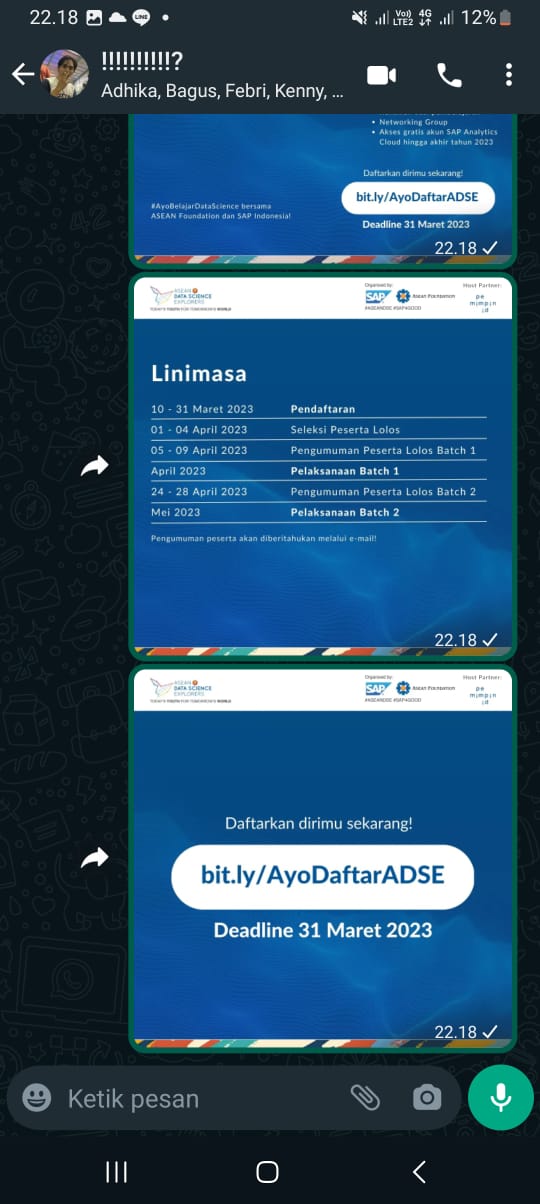 22.18 LINE Vo)) LTE2 4G 12%
!!!!!!!!!!?
Adhika, Bagus, Febri, Kenny, ...
• Networking Group
• Akses gratis akun SAP Analytics
Cloud hingga akhir tahun 2023
Daftarkan dirimu sekarang!
bit.ly/AyoDaftarADSE
#AyoBelajarDataScience bersama
ASEAN Foundation dan SAP Indonesia!
Deadline 31 Maret 2023
22.18
ASEAN
DATA SCIENCE
EXPLORERS
TODAY'S YOUTH FOR TOMORROW'S WORLD
Organised by:
SAP ASEAN FOUNDATION
#ASEANDSE #SAP4GOOD
Host Partner:
pe
mimpin
.id
Linimasa
10 - 31 Maret 2023 Pendaftaran
01 - 04 April 2023 Seleksi Peserta Lolos
05 - 09 April 2023 Pengumuman Peserta Lolos Batch 1
April 2023 Pelaksanaan Batch 1
24 - 28 April 2023 Pengumuman Peserta Lolos Batch 2
Mei 2023 Pelaksanaan Batch 2
Pengumuman peserta akan diberitahukan melalui e-mail!
22.18
ASEAN
DATA SCIENCE
EXPLORERS
TODAY'S YOUTH FOR TOMORROW'S WORLD
Organised by:
SAP ASEAN FOUNDATION
#ASEANDSE #SAP4GOOD
Host Partner:
pe
mimpin
.id
Daftarkan dirimu sekarang!
bit.ly/AyoDaftarADSE
Deadline 31 Maret 2023
22.18
Ketik pesan